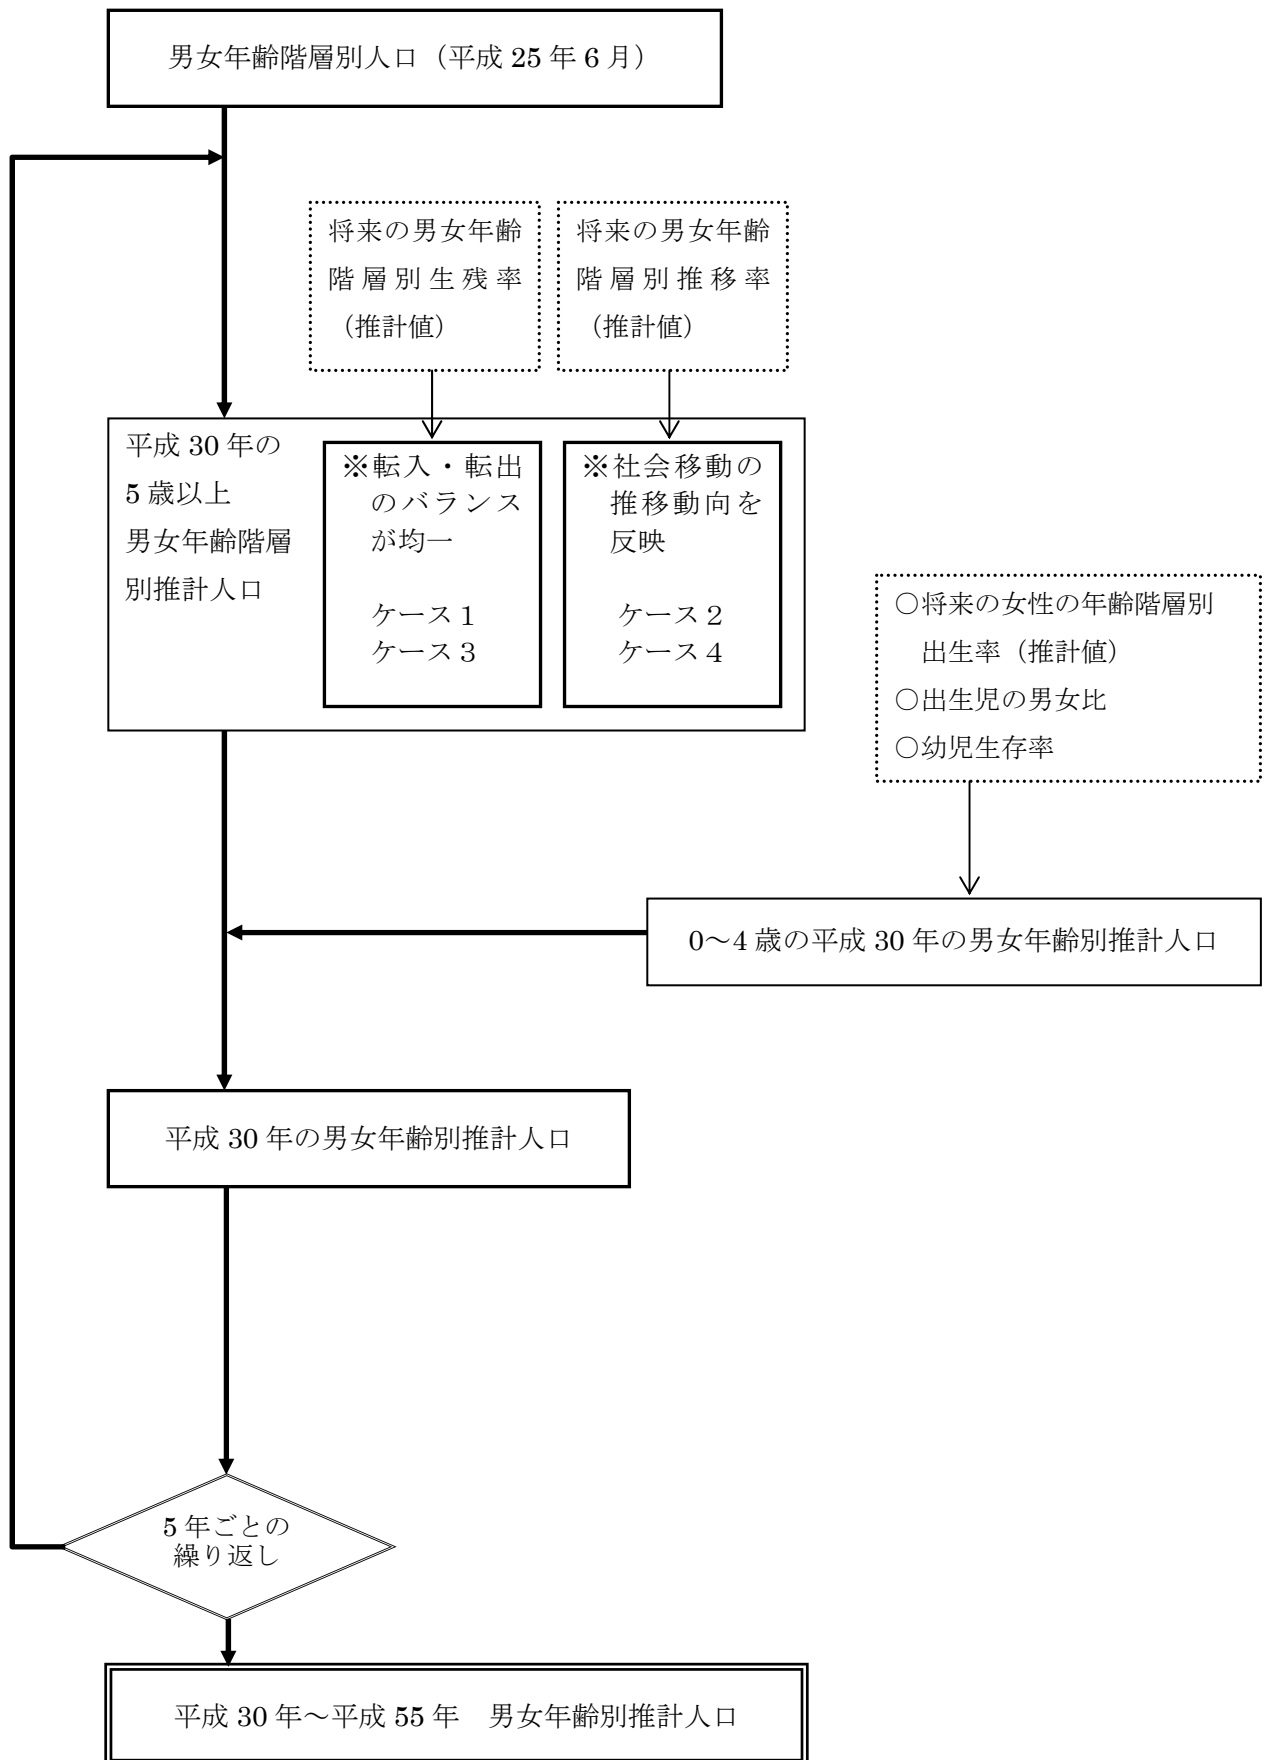 男女年齢階層別人口（平成 25 年 6 月）
将来の男女年齢
階層別生残率
（推計値）
将来の男女年齢
階層別推移率
（推計値）
平成 30 年の
5 歳以上
男女年齢階層
別推計人口
※転入・転出
のバランス
が均一
ケース１
ケース３
※社会移動の
推移動向を
反映
ケース２
ケース４
○将来の女性の年齢階層別
出生率（推計値）
○出生児の男女比
○幼児生存率
0～4 歳の平成 30 年の男女年齢別推計人口
平成 30 年の男女年齢別推計人口
5 年ごとの
繰り返し
平成 30 年～平成 55 年　男女年齢別推計人口